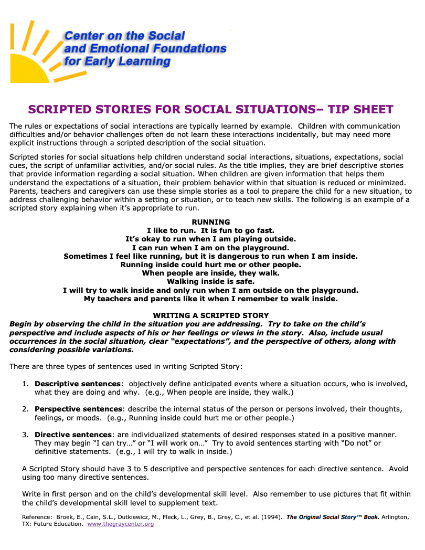 Center on the Social
and Emotional Foundations
for Early Learning
SCRIPTED STORIES FOR SOCIAL SITUATIONS– TIP SHEET
The rules or expectations of social interactions are typically learned by example. Children with communication
difficulties and/or behavior challenges often do not learn these interactions incidentally, but may need more
explicit instructions through a scripted description of the social situation.
Scripted stories for social situations help children understand social interactions, situations, expectations, social
cues, the script of unfamiliar activities, and/or social rules. As the title implies, they are brief descriptive stories
that provide information regarding a social situation. When children are given information that helps them
understand the expectations of a situation, their problem behavior within that situation is reduced or minimized.
Parents, teachers and caregivers can use these simple stories as a tool to prepare the child for a new situation, to
address challenging behavior within a setting or situation, or to teach new skills. The following is an example of a
scripted story explaining when it's appropriate to run.
RUNNING
I like to run. It is fun to go fast.
It's okay to run when I am playing outside.
I can run when I am on the playground.
Sometimes I feel like running, but it is dangerous to run when I am inside.
Running inside could hurt me or other people.
When people are inside, they walk.
Walking inside is safe.
I will try to walk inside and only run when I am outside on the playground.
My teachers and parents like it when I remember to walk inside.
WRITING A SCRIPTED STORY
Begin by observing the child in the situation you are addressing. Try to take on the child's
perspective and include aspects of his or her feelings or views in the story. Also, include usual
occurrences in the social situation, clear "expectations", and the perspective of others, along with
considering possible variations.
There are three types of sentences used in writing Scripted Story:
1. Descriptive sentences: objectively define anticipated events where a situation occurs, who is involved,
what they are doing and why. (e.g., When people are inside, they walk.)
2. Perspective sentences: describe the internal status of the person or persons involved, their thoughts,
feelings, or moods. (e.g., Running inside could hurt me or other people.)
3. Directive sentences: are individualized statements of desired responses stated in a positive manner.
They may begin "I can try…" or "I will work on…" Try to avoid sentences starting with "Do not" or
definitive statements. (e.g., I will try to walk in inside.)
A Scripted Story should have 3 to 5 descriptive and perspective sentences for each directive sentence. Avoid
using too many directive sentences.
Write in first person and on the child's developmental skill level. Also remember to use pictures that fit within
the child's developmental skill level to supplement text.
Reference: Broek, E., Cain, S.L., Dutkiewicz, M., Fleck, L., Grey, B., Grey, C., et al. (1994). The Original Social Story™ Book. Arlington,
TX: Future Education. www.thegraycenter.org